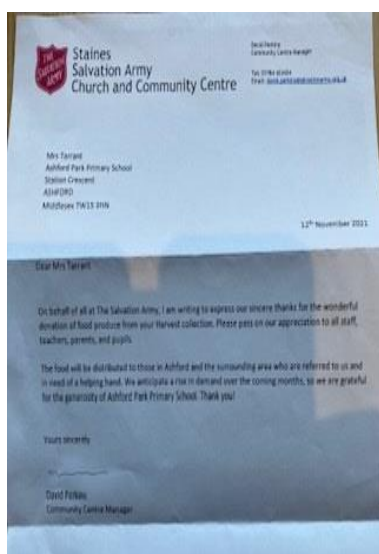 THE
SALVATION
ARMY
Staines
Salvation Army
Church and Community Centre
Community Centre Manager
Mrs Tarrant
Ashford Park Primary School
Station Crescent
ASHFORD
Middlesex TW15 3HN
12th November 2021
Dear Mrs Tarrant
On behalf of all at The Salvation Army, I am writing to express our sincere thanks for the wonderful
donation of food produce from your Harvest collection. Please pass on our appreciation to all staff,
teachers, parents, and pupils.
The food will be distributed to those in Ashford and the surrounding area who are referred to us and
in need of a helping hand. We anticipate a rise in demand over the coming months, so we are grateful
for the generosity of Ashford Park Primary School. Thank you!
Yours sincerely
David
Community Centre Manager